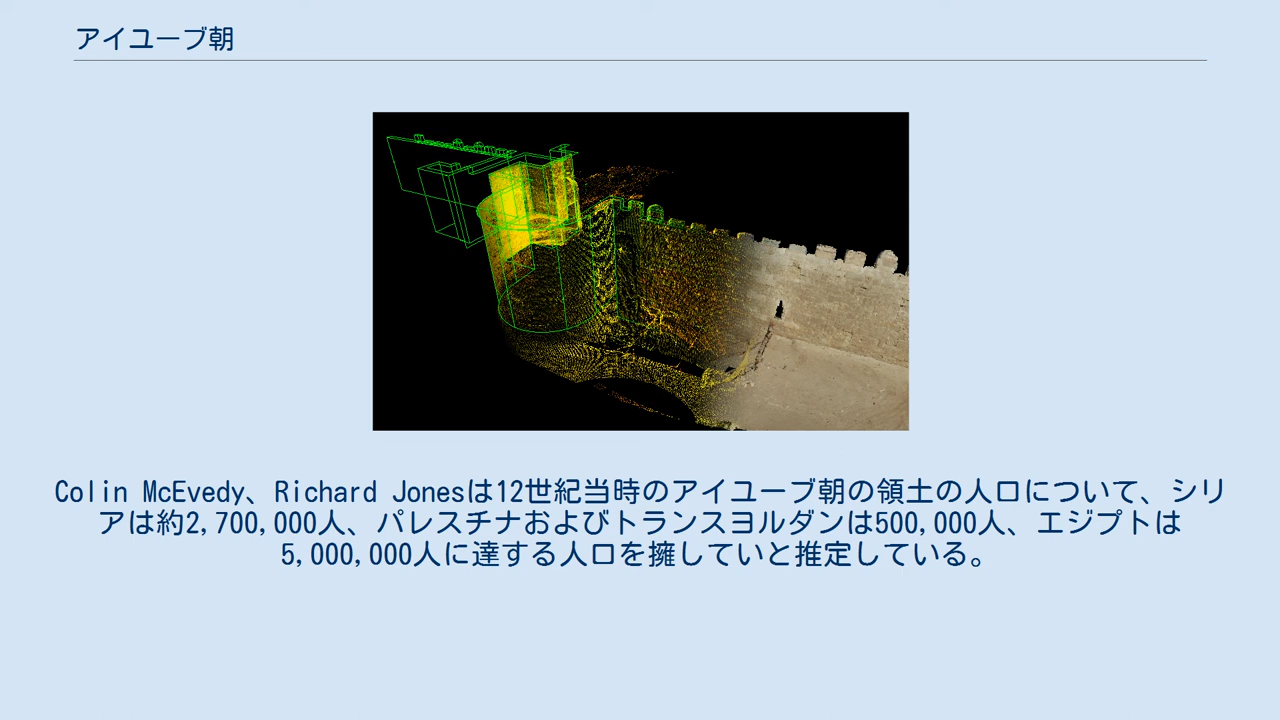 アイユーブ朝
Colin McEvedy、Richard Jonesは12世紀当時のアイユーブ朝の領土の人口について、シリ
アは約2,700,000人、パレスチナおよびトランスヨルダンは500,000人、エジプトは
5,000,000人に達する人口を擁していと推定している。